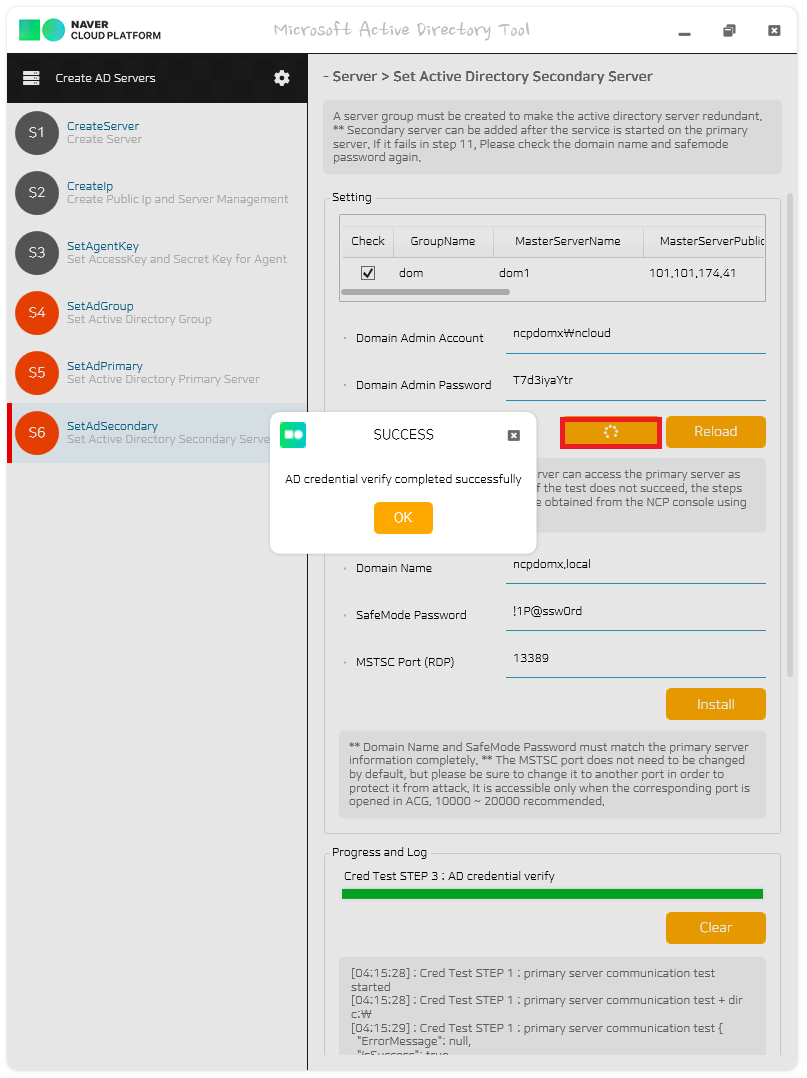 NAVER
CLOUD PLATFORM
Microsoft Active Directory Tool
Create AD Servers
S1
CreateServer
Create Server
S2
CreateIp
Create Public Ip and Server Management
S3
SetAgentKey
Set AccessKey and Secret Key for Agent
S4
SetAdGroup
Set Active Directory Group
S5
SetAdPrimary
Set Active Directory Primary Server
S6
SetAdSecondary
Set Active Directory Secondary Serve
- Server > Set Active Directory Secondary Server
A server group must be created to make the active directory server redundant.
** Secondary server can be added after the service is started on the primary
server. If it fails in step 11, Please check the domain name and safemode
password again.
Setting
Check GroupName MasterServerName MasterServerPublic
dom dom1 101.101.174.41
Domain Admin Account ncpdomx₩ncloud
Domain Admin Password T7d3iyaYtr
Reload
SUCCESS
AD credential verify completed successfully
OK
rver can access the primary server as
f the test does not succeed, the steps
e obtained from the NCP console using
Domain Name ncpdomx.local
SafeMode Password !1P@ssw0rd
MSTSC Port (RDP) 13389
Install
** Domain Name and SafeMode Password must match the primary server
information completely. ** The MSTSC port does not need to be changed
by default, but please be sure to change it to another port in order to
protect it from attack. It is accessible only when the corresponding port is
opened in ACG. 10000 ~ 20000 recommended.
Progress and Log
Cred Test STEP 3 : AD credential verify
Clear
[04:15:28] : Cred Test STEP 1 : primary server communication test
started
[04:15:28] : Cred Test STEP 1 : primary server communication test + dir
c:₩
[04:15:29] : Cred Test STEP 1 : primary server communication test {
"ErrorMessage": null,
"IsSuccess": true